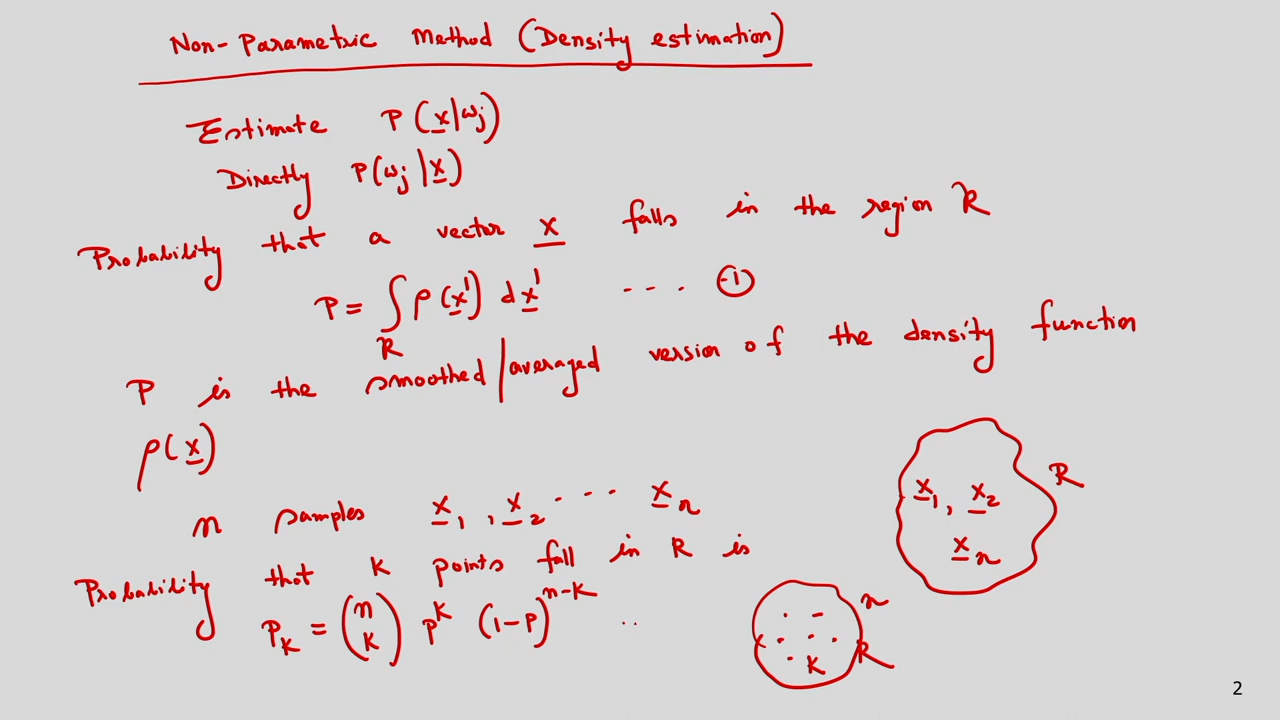 Non-Parametric Method (Density estimation)
Estimate P(x|ωj)
Directly P(ωj|x)
Probability that a vector x falls in the region R
P = ∫R ρ(x') dx' .... ①
P is the smoothed/averaged version of the density function
ρ(x)
n samples x1, x2 .... xn
x1, x2 R
xn
Probability that K points fall in R is
PK = (n K) P^K (1-P)^n-K ..
n
x K R
2